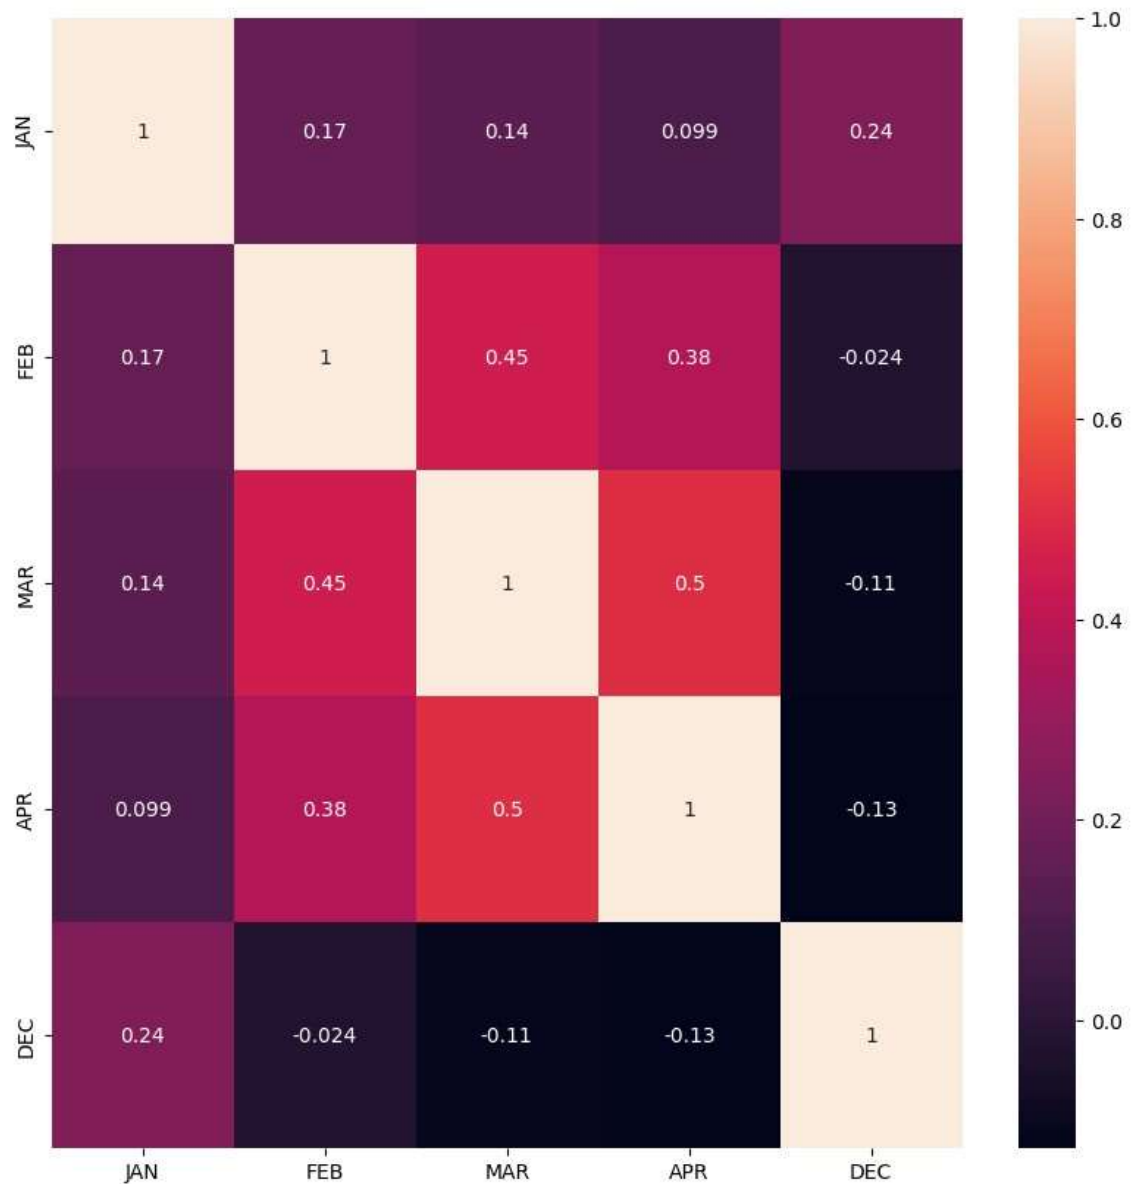 1.0
JAN 1 0.17 0.14 0.099 0.24
0.8
FEB 0.17 1 0.45 0.38 -0.024
0.6
MAR 0.14 0.45 1 0.5 -0.11
0.4
APR 0.099 0.38 0.5 1 -0.13
0.2
0.0
DEC 0.24 -0.024 -0.11 -0.13 1
JAN FEB MAR APR DEC